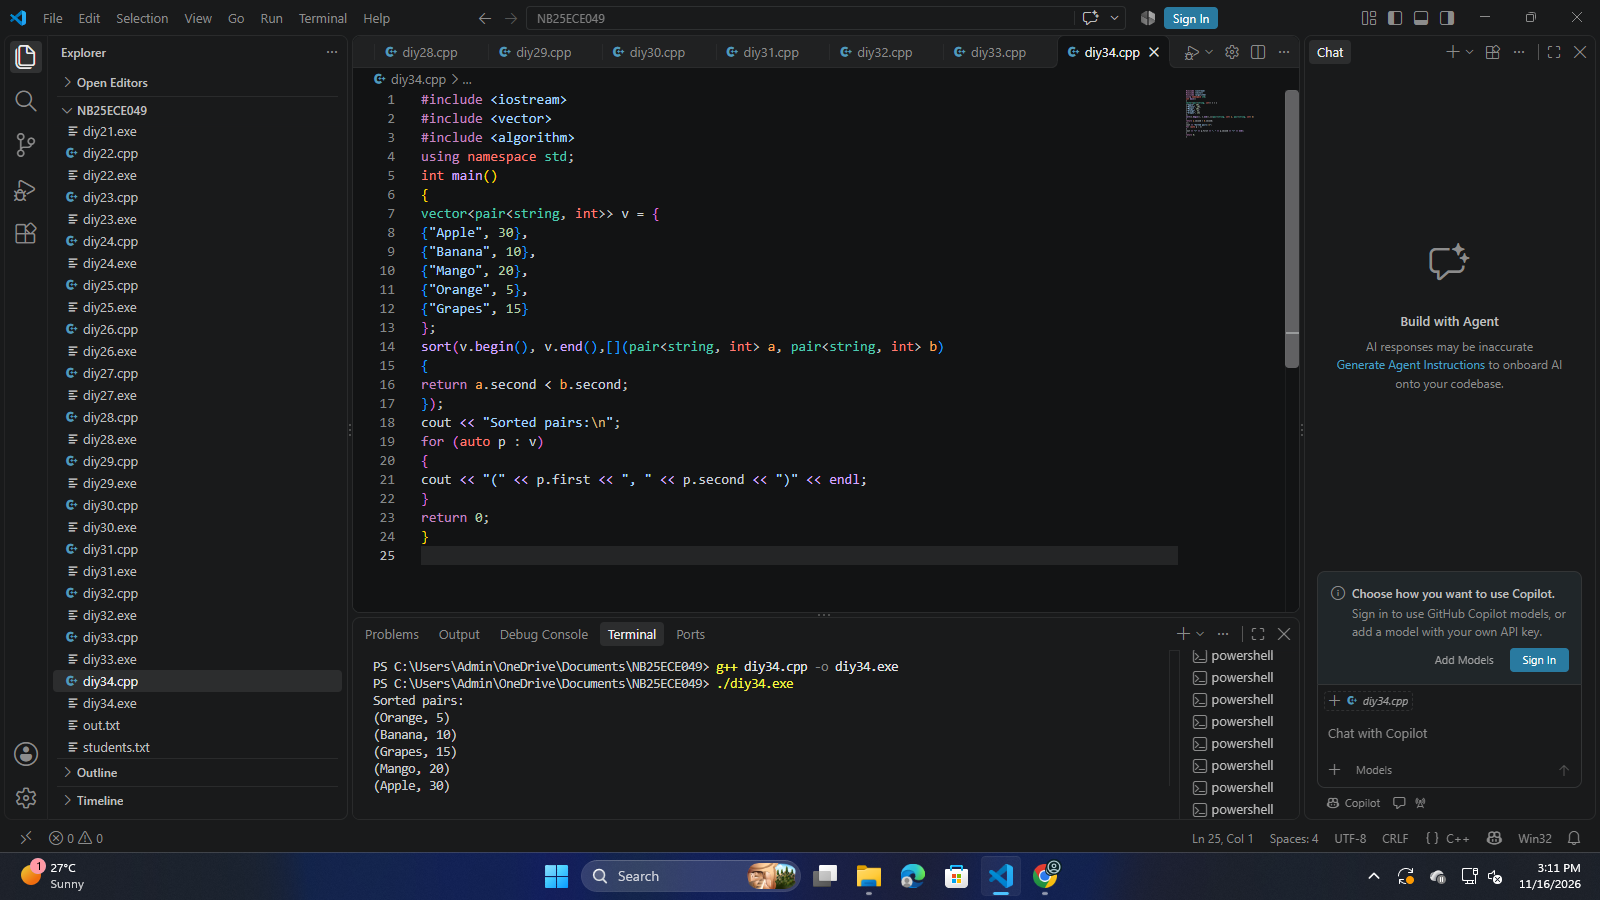 File Edit Selection View Go Run Terminal Help
NB25ECE049
Sign In
Explorer
Open Editors
NB25ECE049
diy21.exe
diy22.cpp
diy22.exe
diy23.cpp
diy23.exe
diy24.cpp
diy24.exe
diy25.cpp
diy25.exe
diy26.cpp
diy26.exe
diy27.cpp
diy27.exe
diy28.cpp
diy28.exe
diy29.cpp
diy29.exe
diy30.cpp
diy30.exe
diy31.cpp
diy31.exe
diy32.cpp
diy32.exe
diy33.cpp
diy33.exe
diy34.cpp
diy34.exe
out.txt
students.txt
Outline
Timeline
diy28.cpp diy29.cpp diy30.cpp diy31.cpp diy32.cpp diy33.cpp diy34.cpp
diy34.cpp > ...
1 #include <iostream>
2 #include <vector>
3 #include <algorithm>
4 using namespace std;
5 int main()
6 {
7 vector<pair<string, int>> v = {
8 {"Apple", 30},
9 {"Banana", 10},
10 {"Mango", 20},
11 {"Orange", 5},
12 {"Grapes", 15}
13 };
14 sort(v.begin(), v.end(),[](pair<string, int> a, pair<string, int> b)
15 {
16 return a.second < b.second;
17 });
18 cout << "Sorted pairs:\n";
19 for (auto p : v)
20 {
21 cout << "(" << p.first << ", " << p.second << ")" << endl;
22 }
23 return 0;
24 }
25
Problems Output Debug Console Terminal Ports
PS C:\Users\Admin\OneDrive\Documents\NB25ECE049> g++ diy34.cpp -o diy34.exe
PS C:\Users\Admin\OneDrive\Documents\NB25ECE049> ./diy34.exe
Sorted pairs:
(Orange, 5)
(Banana, 10)
(Grapes, 15)
(Mango, 20)
(Apple, 30)
powershell
powershell
powershell
powershell
powershell
powershell
powershell
powershell
Chat
Build with Agent
AI responses may be inaccurate
Generate Agent Instructions to onboard AI
onto your codebase.
Choose how you want to use Copilot.
Sign in to use GitHub Copilot models, or
add a model with your own API key.
Add Models Sign In
diy34.cpp
Chat with Copilot
Models
Copilot
0 0
Ln 25, Col 1 Spaces: 4 UTF-8 CRLF {} C++ Win32
1
27°C
Sunny
Search
3:11 PM
11/16/2026